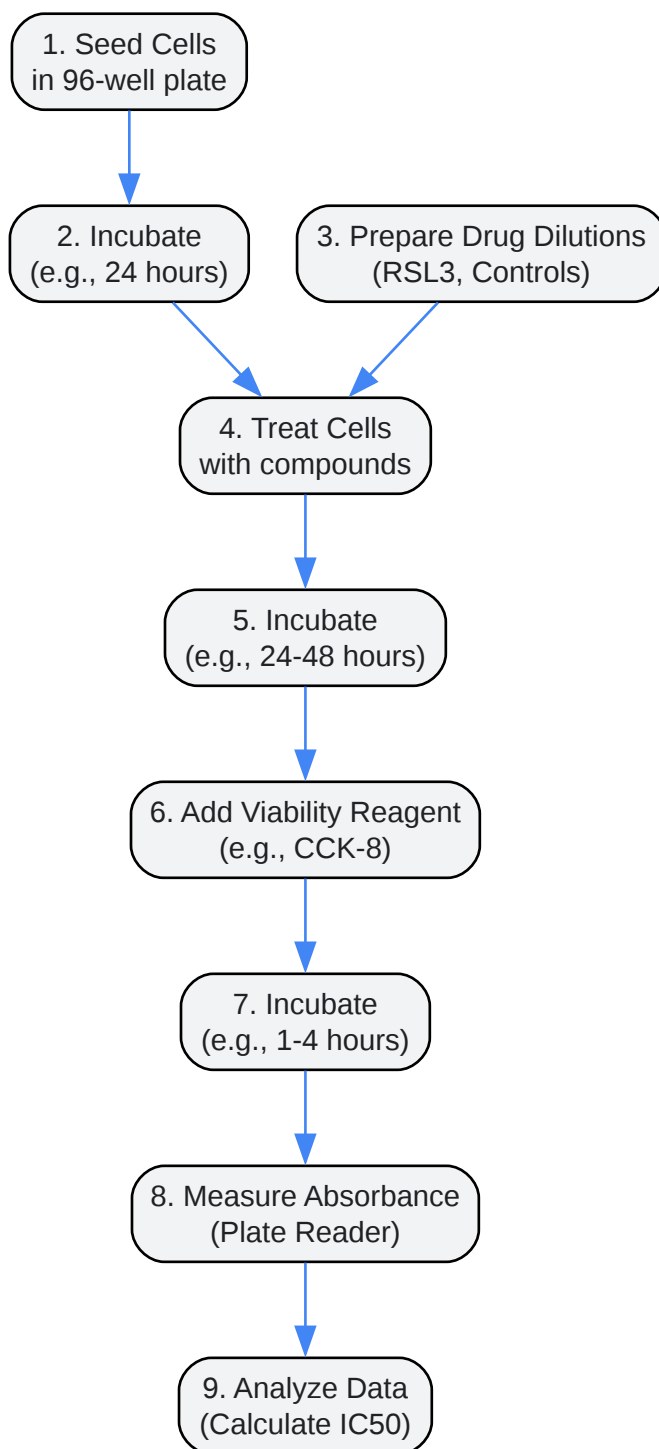 1. Seed Cells
in 96-well plate
2. Incubate
(e.g., 24 hours)
3. Prepare Drug Dilutions
(RSL3, Controls)
4. Treat Cells
with compounds
5. Incubate
(e.g., 24-48 hours)
6. Add Viability Reagent
(e.g., CCK-8)
7. Incubate
(e.g., 1-4 hours)
8. Measure Absorbance
(Plate Reader)
9. Analyze Data
(Calculate IC50)